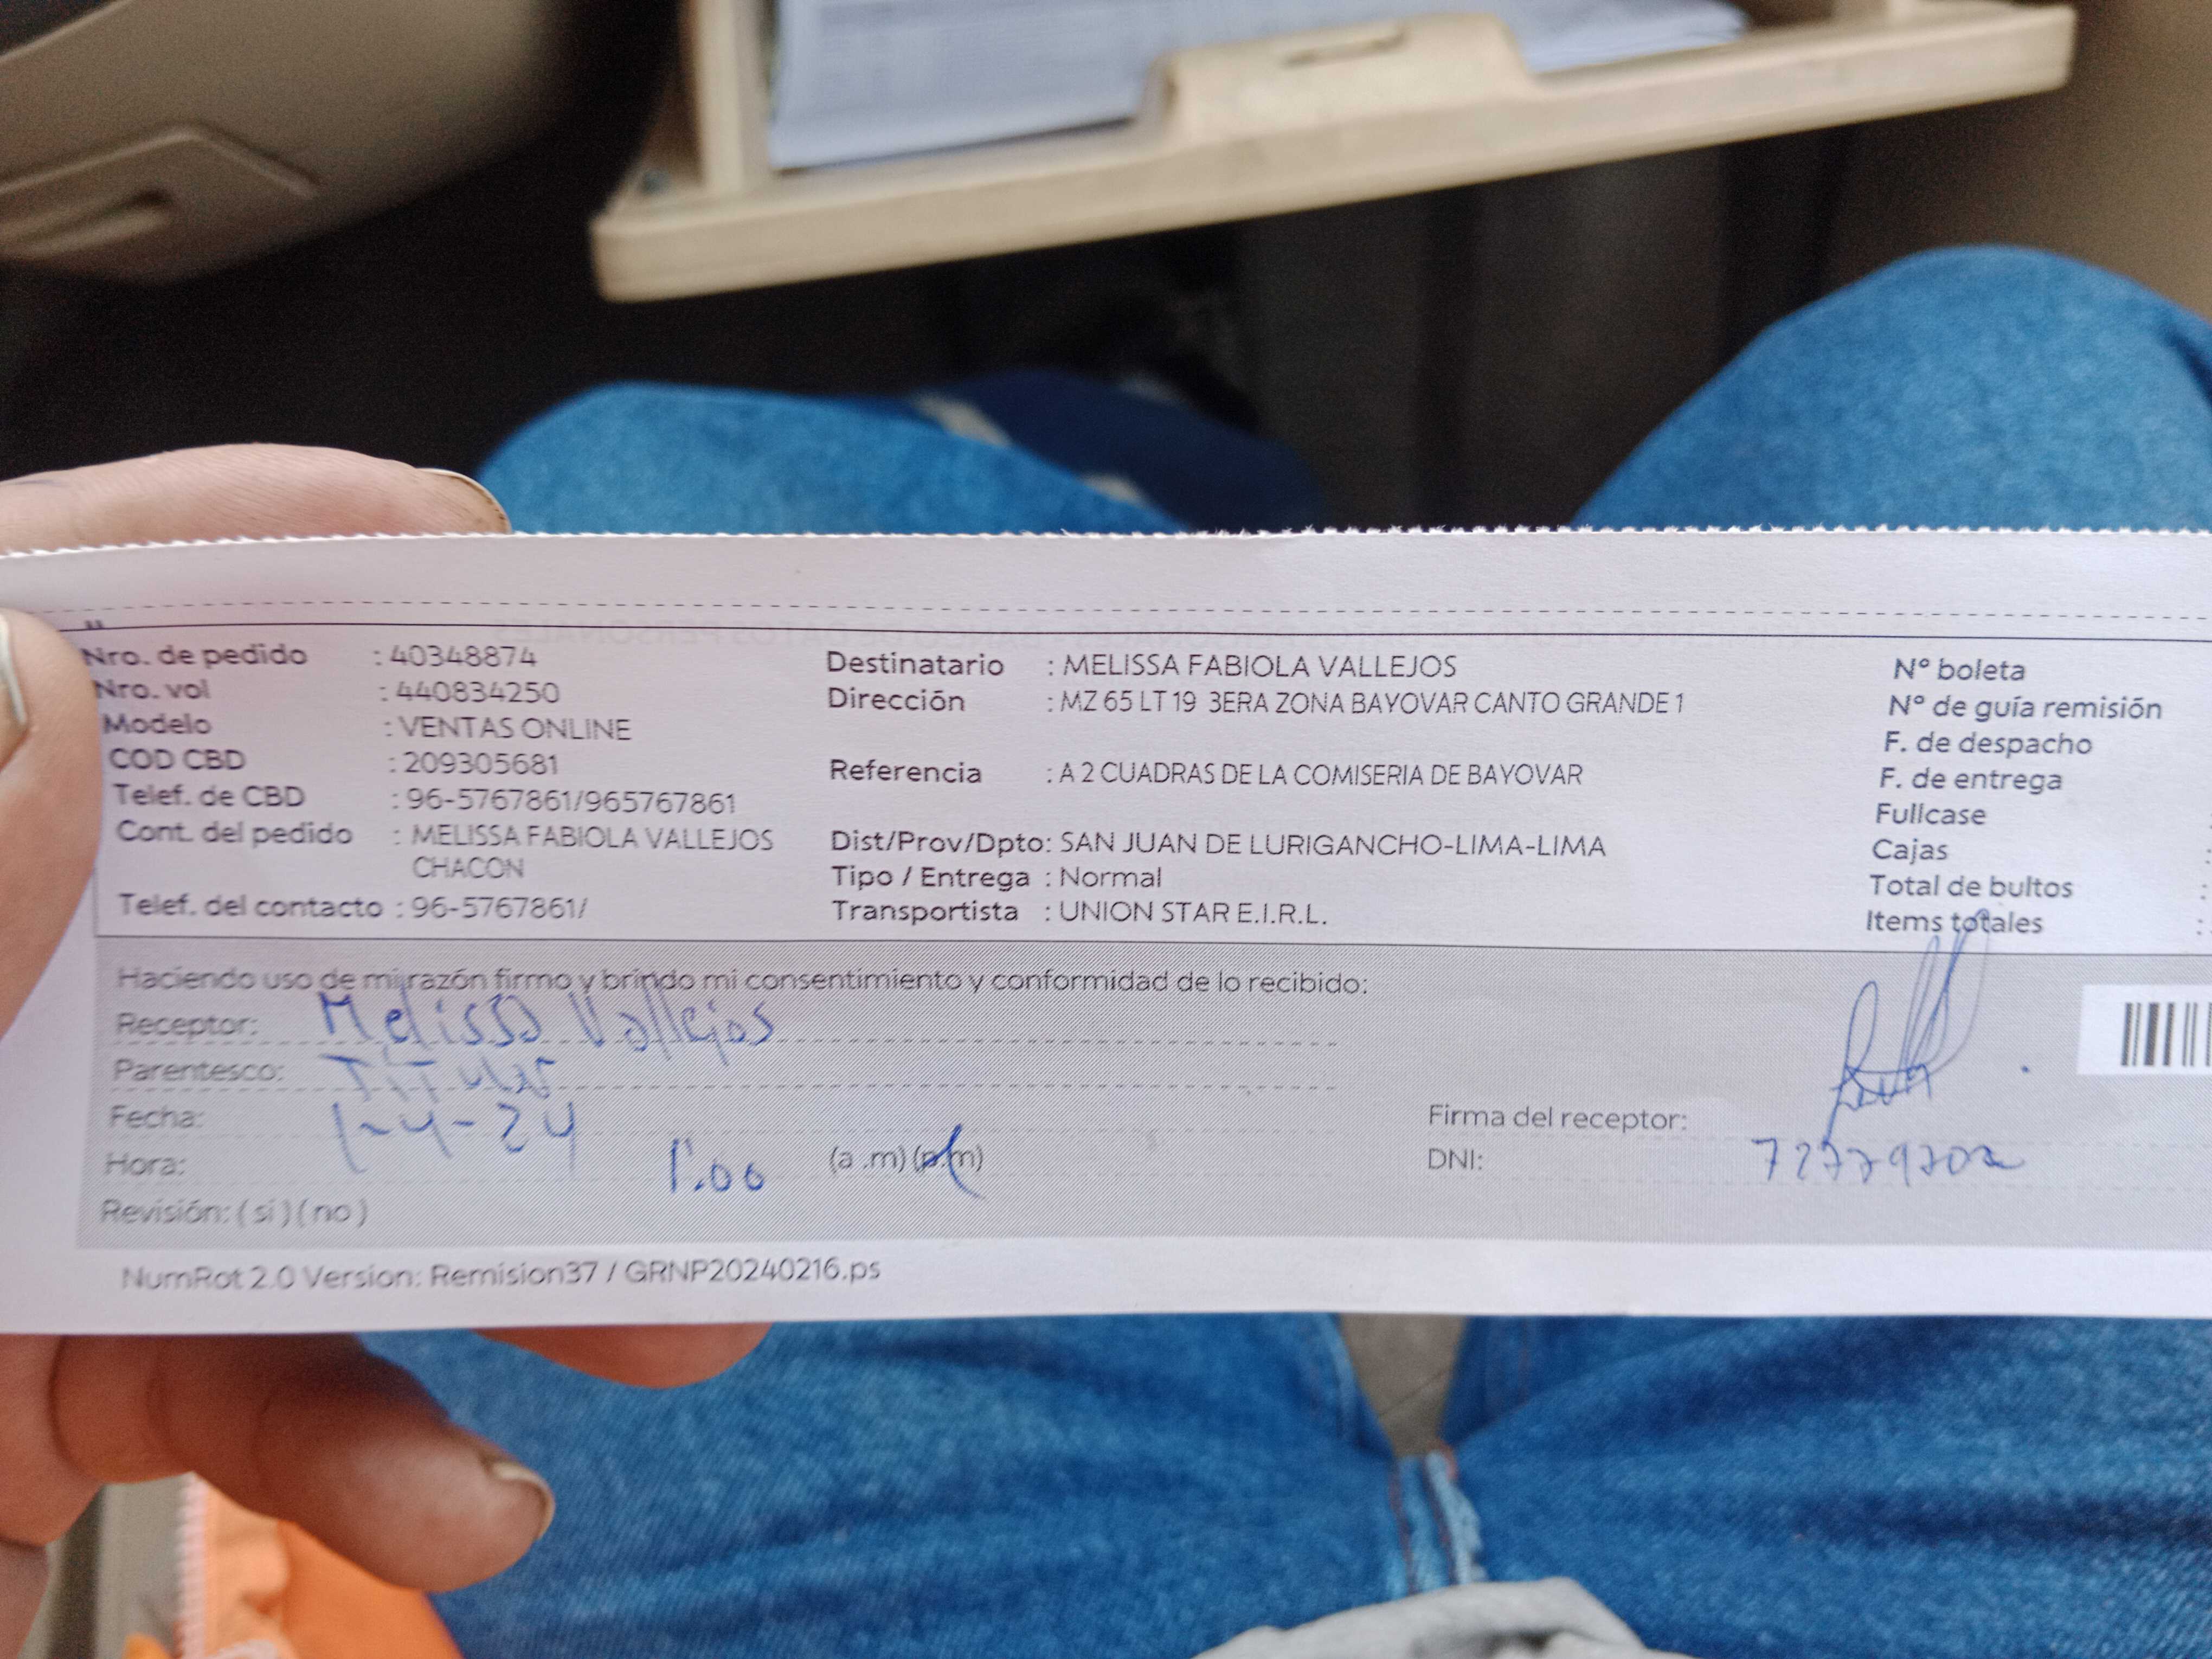 Nro. de pedido : 40348874
Nro. vol : 440834250
Modelo : VENTAS ONLINE
COD CBD : 209305681
Telef. de CBD : 96-5767861/965767861
Cont. del pedido : MELISSA FABIOLA VALLEJOS
CHACON
Telef. del contacto : 96-5767861/
Destinatario : MELISSA FABIOLA VALLEJOS
Dirección : MZ 65 LT 19 3ERA ZONA BAYOVAR CANTO GRANDE 1
Referencia : A 2 CUADRAS DE LA COMISERIA DE BAYOVAR
Dist/Prov/Dpto: SAN JUAN DE LURIGANCHO-LIMA-LIMA
Tipo / Entrega : Normal
Transportista : UNION STAR E.I.R.L.
N° boleta
N° de guía remisión
F. de despacho
F. de entrega
Fullcase
Cajas :
Total de bultos :
Items totales :
Haciendo uso de mi razón firmo y brindo mi consentimiento y conformidad de lo recibido:
Receptor: Melissa Vallejos
Parentesco: Titular
Fecha: 1-4-24
Hora: 1:00 (a .m) (p.m)
Revisión: ( si ) ( no )
Firma del receptor:
DNI:
NumRot 2.0 Version: Remision37 / GRNP20240216.ps